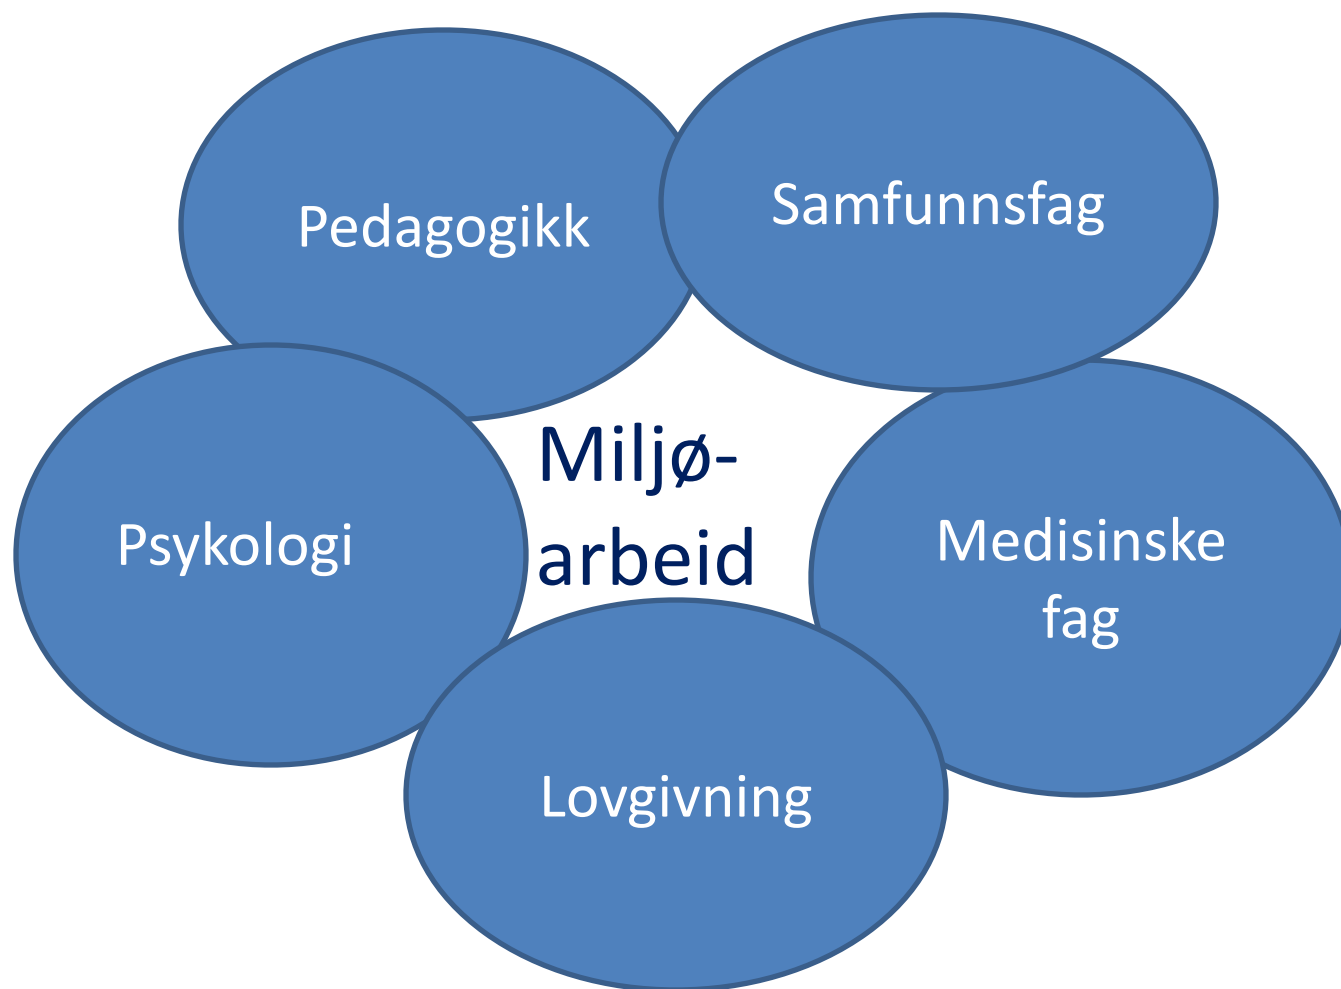 Pedagogikk
Samfunnsfag
Miljø-
arbeid
Psykologi
Medisinske
fag
Lovgivning